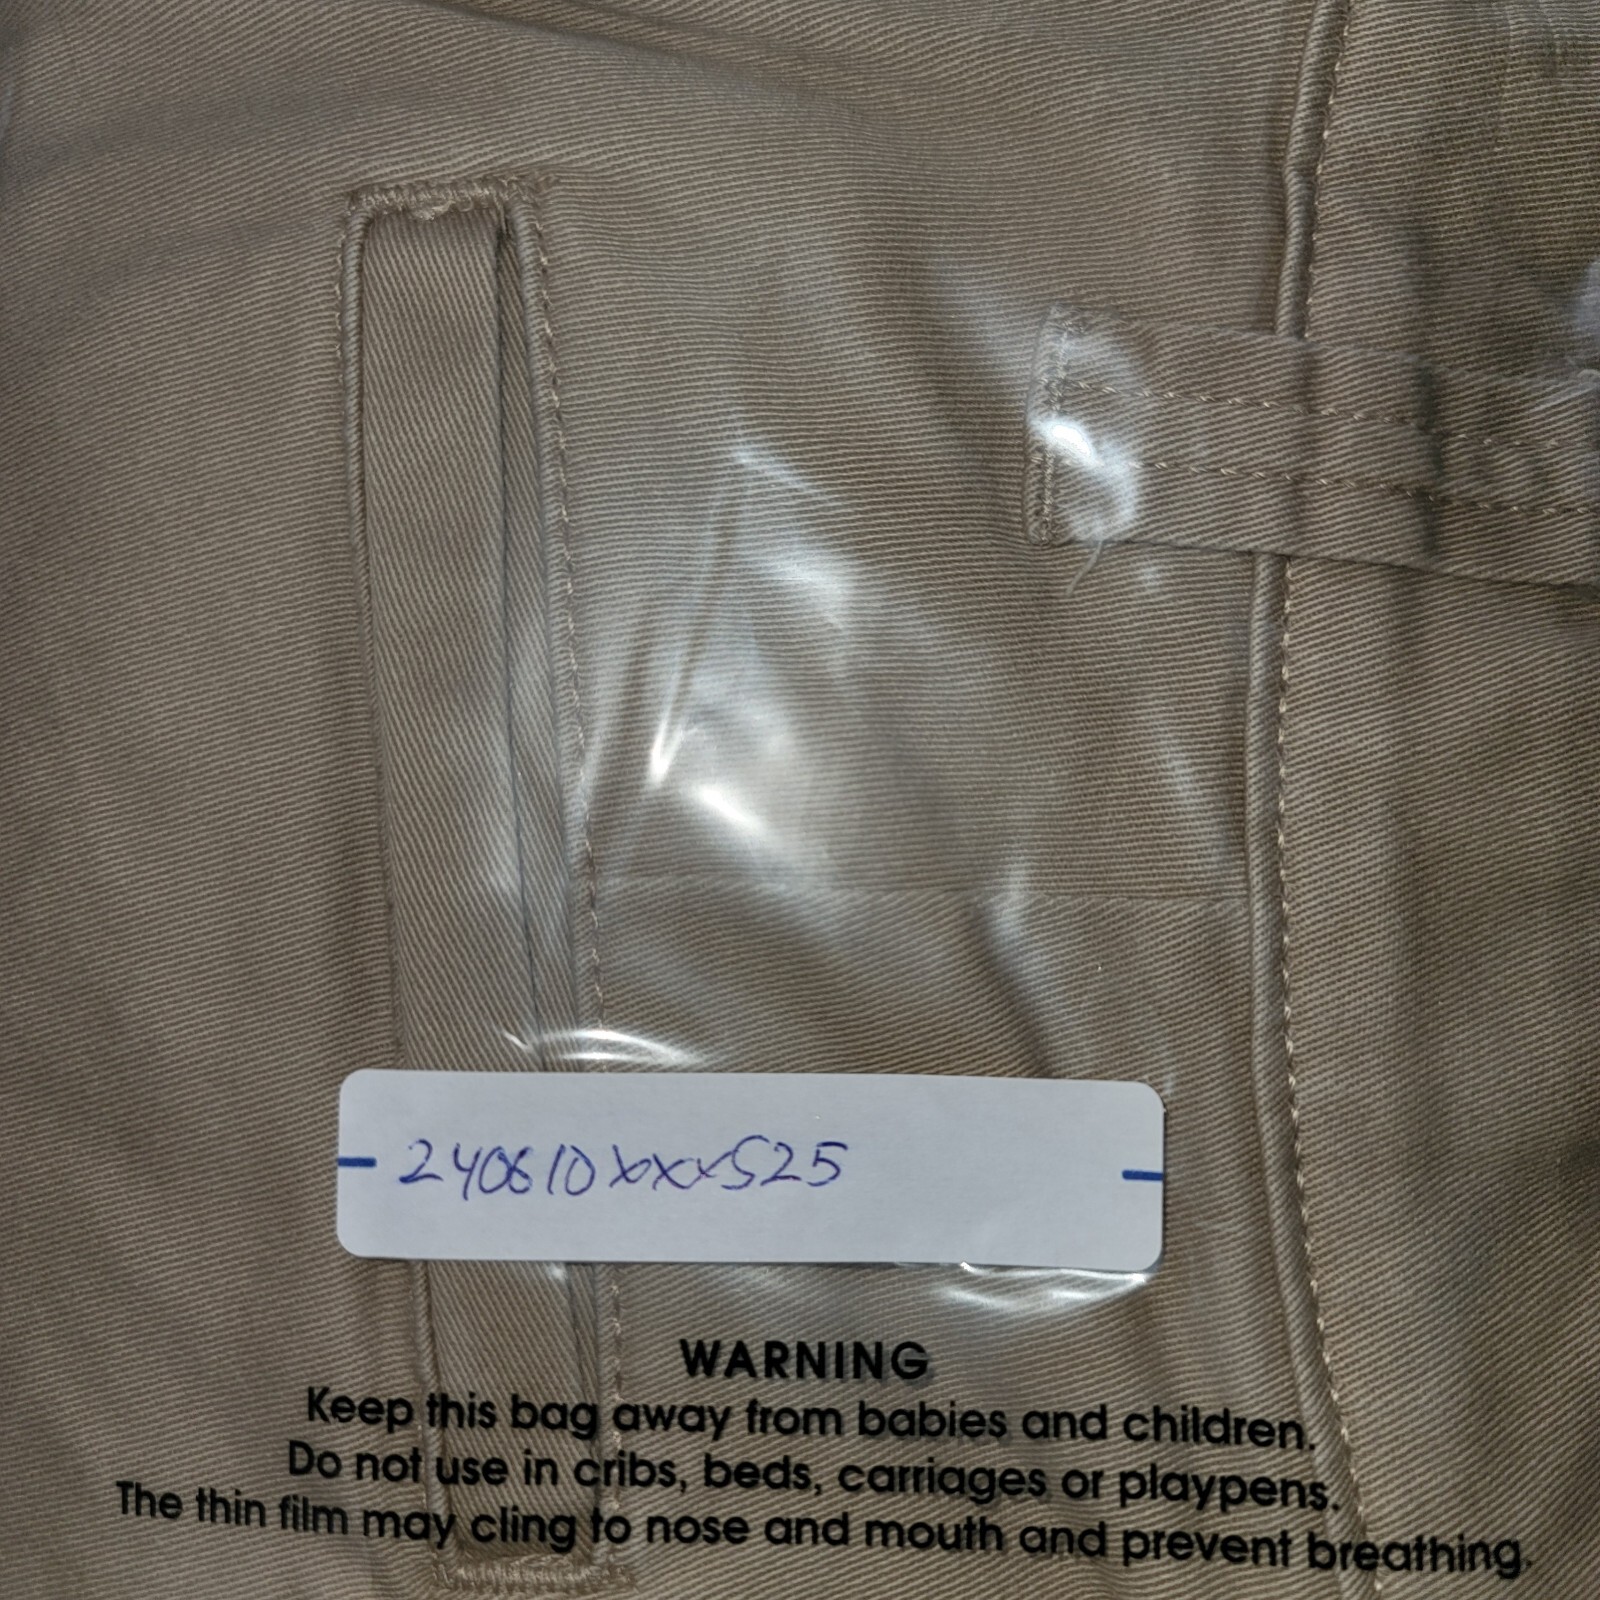 240610xxxS25
WARNING
Keep this bag away from babies and children.
Do not use in cribs, beds, carriages or playpens.
The thin film may cling to nose and mouth and prevent breathing.